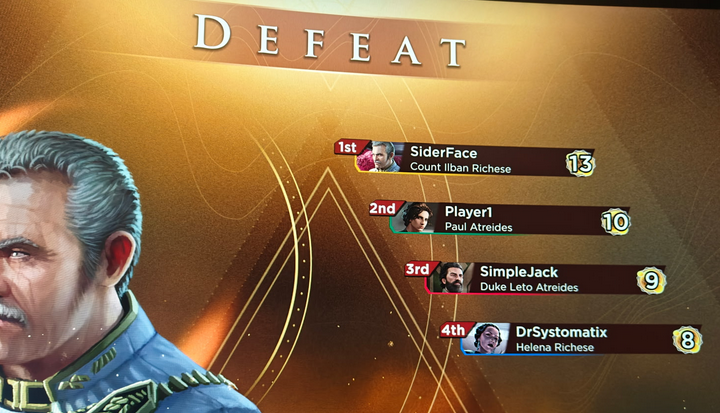 DEFEAT
1st
SiderFace
Count Ilban Richese
13
2nd
Player1
Paul Atreides
10
3rd
SimpleJack
Duke Leto Atreides
9
4th
DrSystomatix
Helena Richese
8